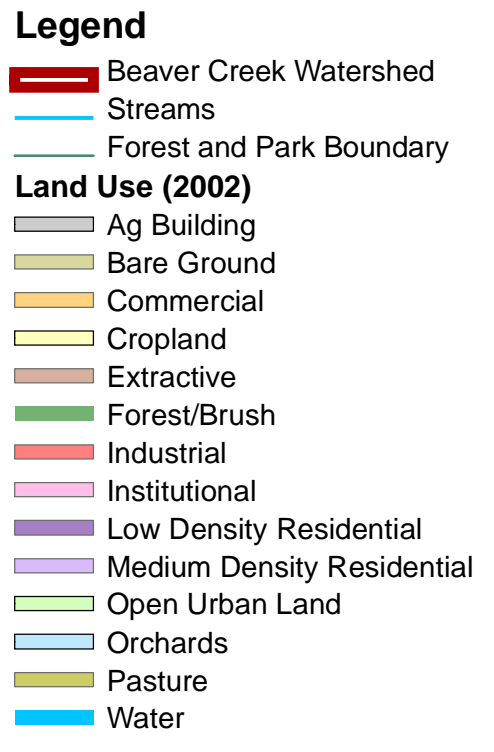 Legend
Beaver Creek Watershed
Streams
Forest and Park Boundary
Land Use (2002)
Ag Building
Bare Ground
Commercial
Cropland
Extractive
Forest/Brush
Industrial
Institutional
Low Density Residential
Medium Density Residential
Open Urban Land
Orchards
Pasture
Water